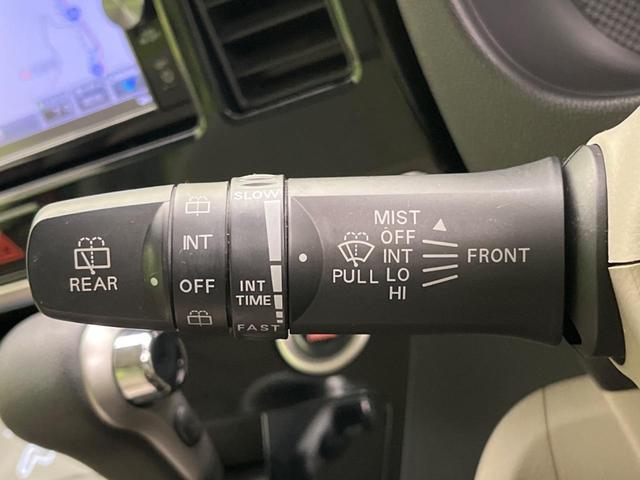 REAR
INT
OFF
SLOW
INT
TIME
FAST
PULL
MIST
OFF
INT
LO
HI
FRONT